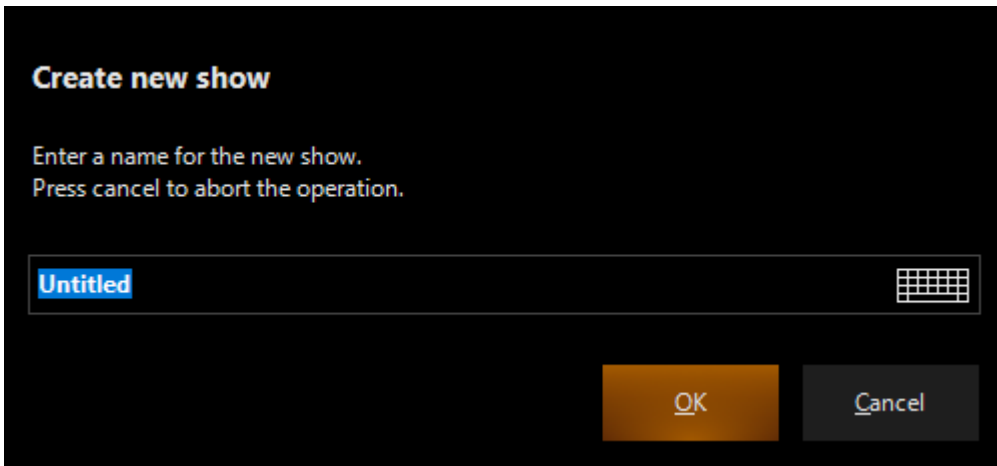 Create new show
Enter a name for the new show.
Press cancel to abort the operation.
Untitled
OK
Cancel